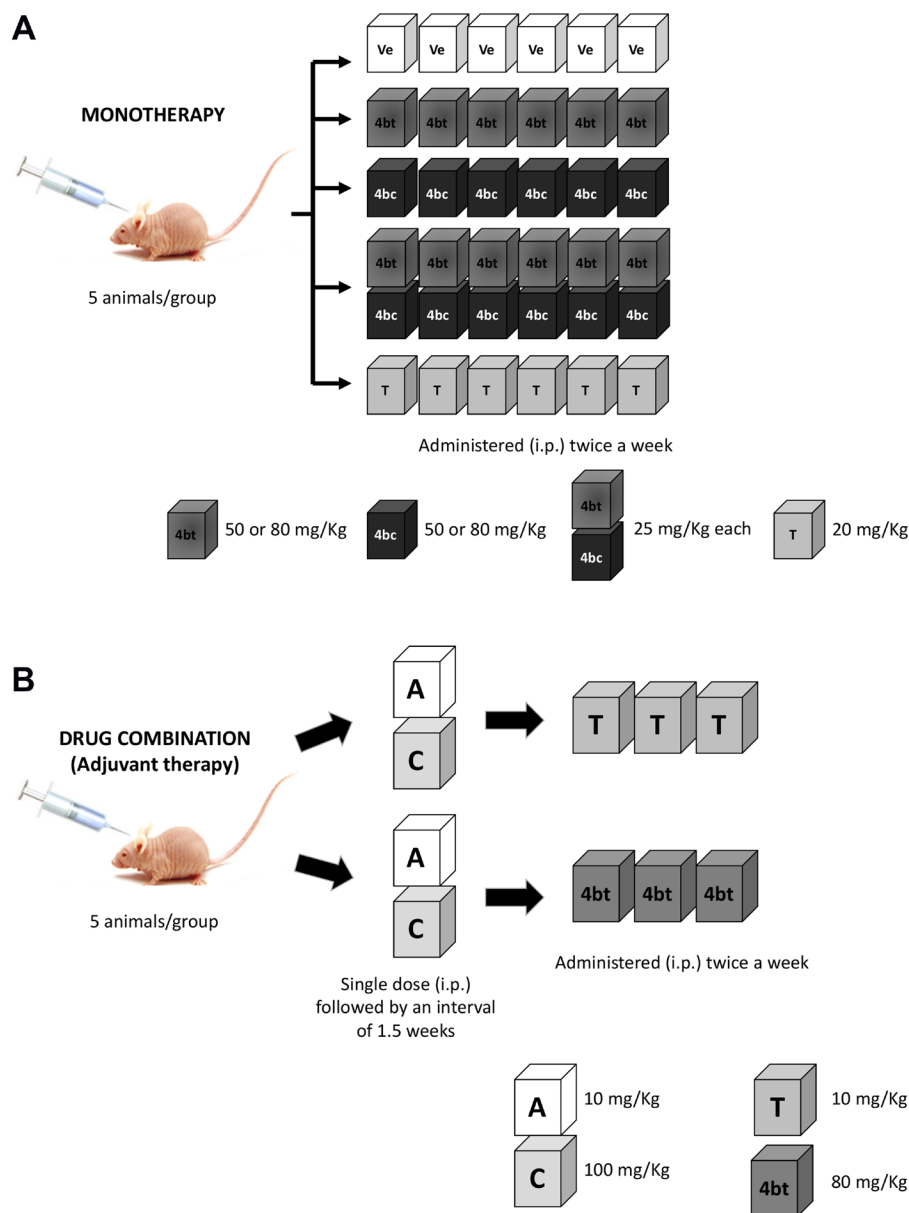 A
MONOTHERAPY
5 animals/group
Ve Ve Ve Ve Ve Ve
4bt 4bt 4bt 4bt 4bt 4bt
4bc 4bc 4bc 4bc 4bc 4bc
4bt 4bt 4bt 4bt 4bt 4bt
4bc 4bc 4bc 4bc 4bc 4bc
T T T T T T
Administered (i.p.) twice a week
4bt 50 or 80 mg/Kg
4bc 50 or 80 mg/Kg
4bt
4bc
25 mg/Kg each
T 20 mg/Kg
B
DRUG COMBINATION
(Adjuvant therapy)
5 animals/group
A
C
T T T
A
C
4bt 4bt 4bt
Single dose (i.p.)
followed by an interval
of 1.5 weeks
Administered (i.p.) twice a week
A 10 mg/Kg
C 100 mg/Kg
T 10 mg/Kg
4bt 80 mg/Kg